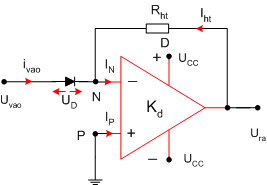 R_ht
I_ht
D
i_vao
I_N
+
U_CC
U_vao
U_D
N
−
K_d
I_P
P
+
U_ra
−
U_CC